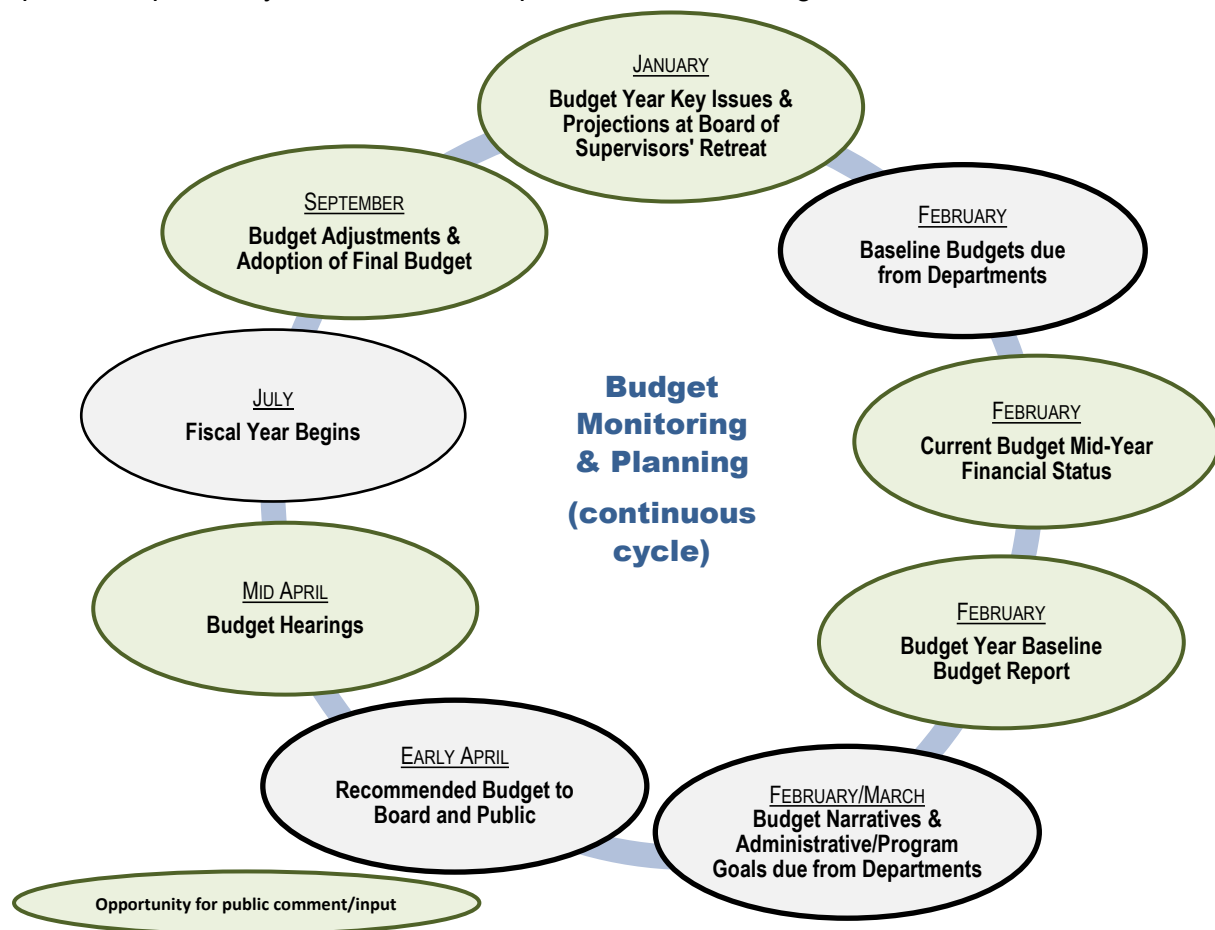 JANUARY
Budget Year Key Issues &
Projections at Board of
Supervisors' Retreat
FEBRUARY
Baseline Budgets due
from Departments
FEBRUARY
Current Budget Mid-Year
Financial Status
FEBRUARY
Budget Year Baseline
Budget Report
FEBRUARY/MARCH
Budget Narratives &
Administrative/Program
Goals due from Departments
EARLY APRIL
Recommended Budget to
Board and Public
MID APRIL
Budget Hearings
JULY
Fiscal Year Begins
SEPTEMBER
Budget Adjustments &
Adoption of Final Budget
Budget
Monitoring
& Planning
(continuous
cycle)
Opportunity for public comment/input